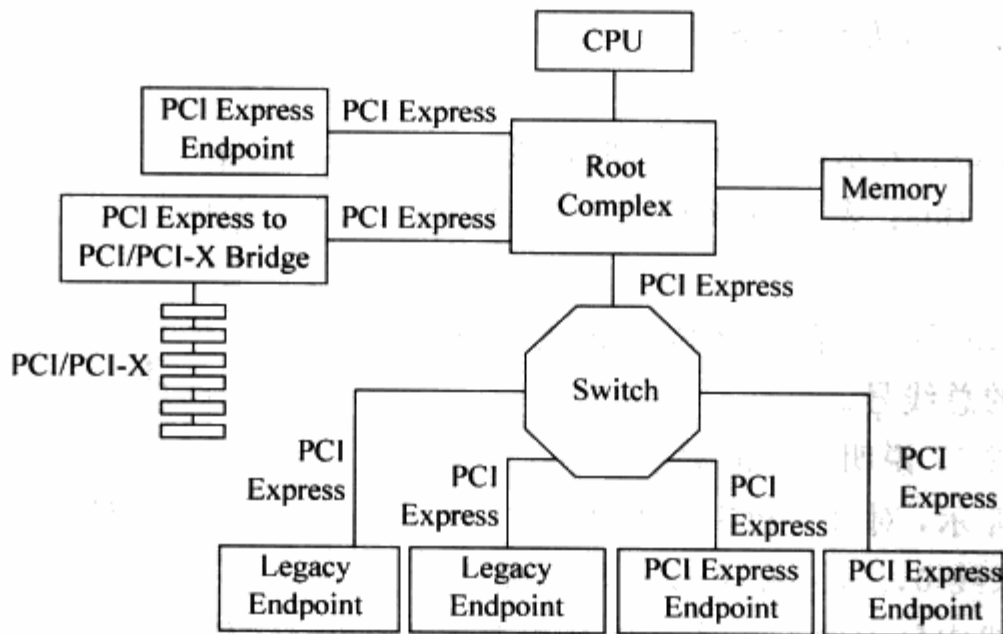 CPU
PCI Express
Endpoint
PCI Express
Root
Complex
Memory
PCI Express to
PCI/PCI-X Bridge
PCI Express
PCI Express
PCI/PCI-X
Switch
PCI
Express
PCI
Express
PCI
Express
PCI
Express
Legacy
Endpoint
Legacy
Endpoint
PCI Express
Endpoint
PCI Express
Endpoint